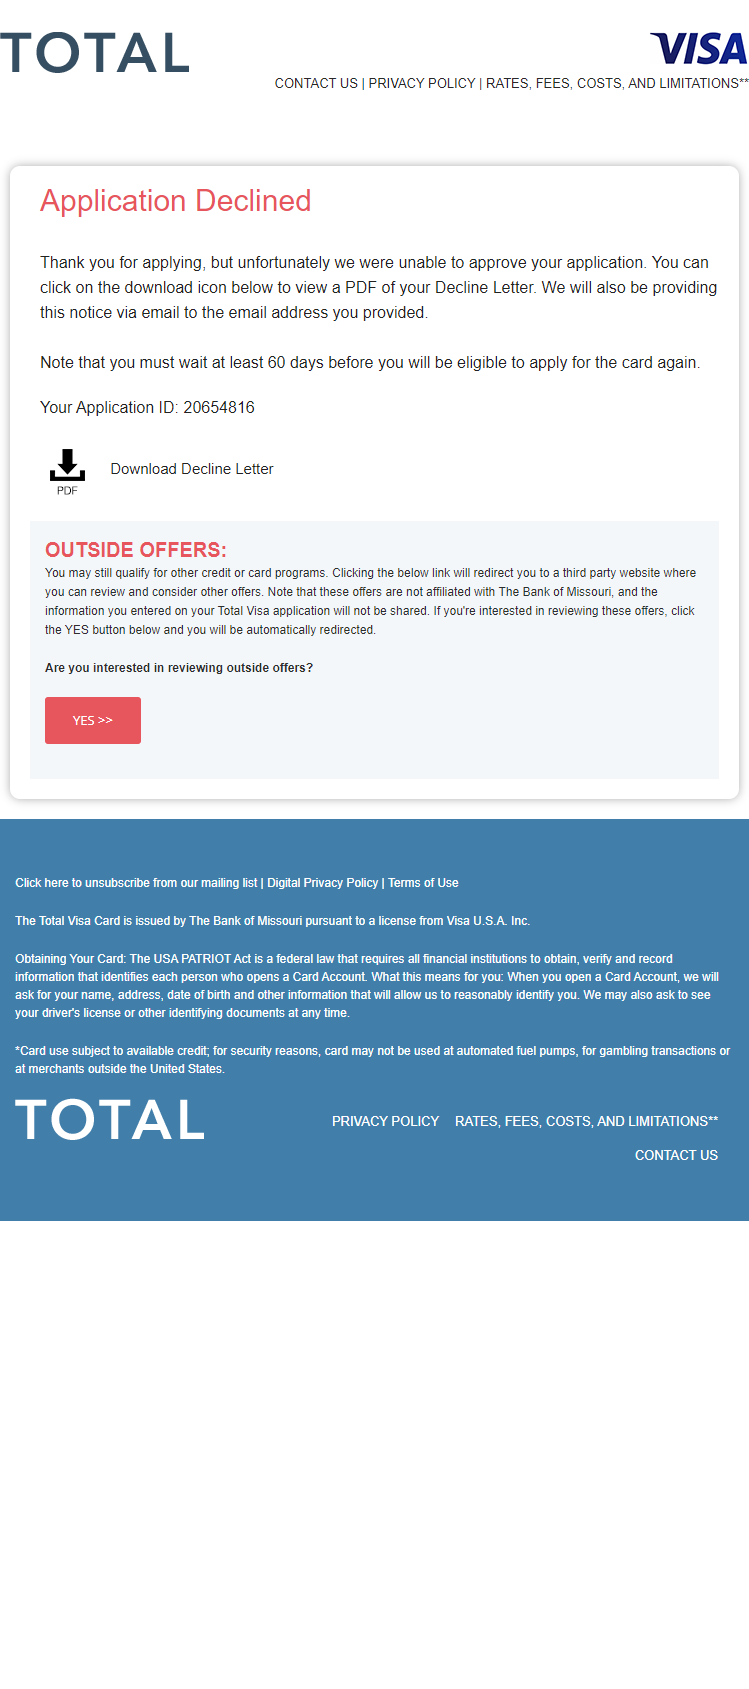 TOTAL
VISA
CONTACT US | PRIVACY POLICY | RATES, FEES, COSTS, AND LIMITATIONS**
Application Declined
Thank you for applying, but unfortunately we were unable to approve your application. You can
click on the download icon below to view a PDF of your Decline Letter. We will also be providing
this notice via email to the email address you provided.
Note that you must wait at least 60 days before you will be eligible to apply for the card again.
Your Application ID: 20654816
PDF
Download Decline Letter
OUTSIDE OFFERS:
You may still qualify for other credit or card programs. Clicking the below link will redirect you to a third party website where
you can review and consider other offers. Note that these offers are not affiliated with The Bank of Missouri, and the
information you entered on your Total Visa application will not be shared. If you're interested in reviewing these offers, click
the YES button below and you will be automatically redirected.
Are you interested in reviewing outside offers?
YES >>
Click here to unsubscribe from our mailing list | Digital Privacy Policy | Terms of Use
The Total Visa Card is issued by The Bank of Missouri pursuant to a license from Visa U.S.A. Inc.
Obtaining Your Card: The USA PATRIOT Act is a federal law that requires all financial institutions to obtain, verify and record
information that identifies each person who opens a Card Account. What this means for you: When you open a Card Account, we will
ask for your name, address, date of birth and other information that will allow us to reasonably identify you. We may also ask to see
your driver's license or other identifying documents at any time.
*Card use subject to available credit; for security reasons, card may not be used at automated fuel pumps, for gambling transactions or
at merchants outside the United States.
TOTAL
PRIVACY POLICY RATES, FEES, COSTS, AND LIMITATIONS**
CONTACT US